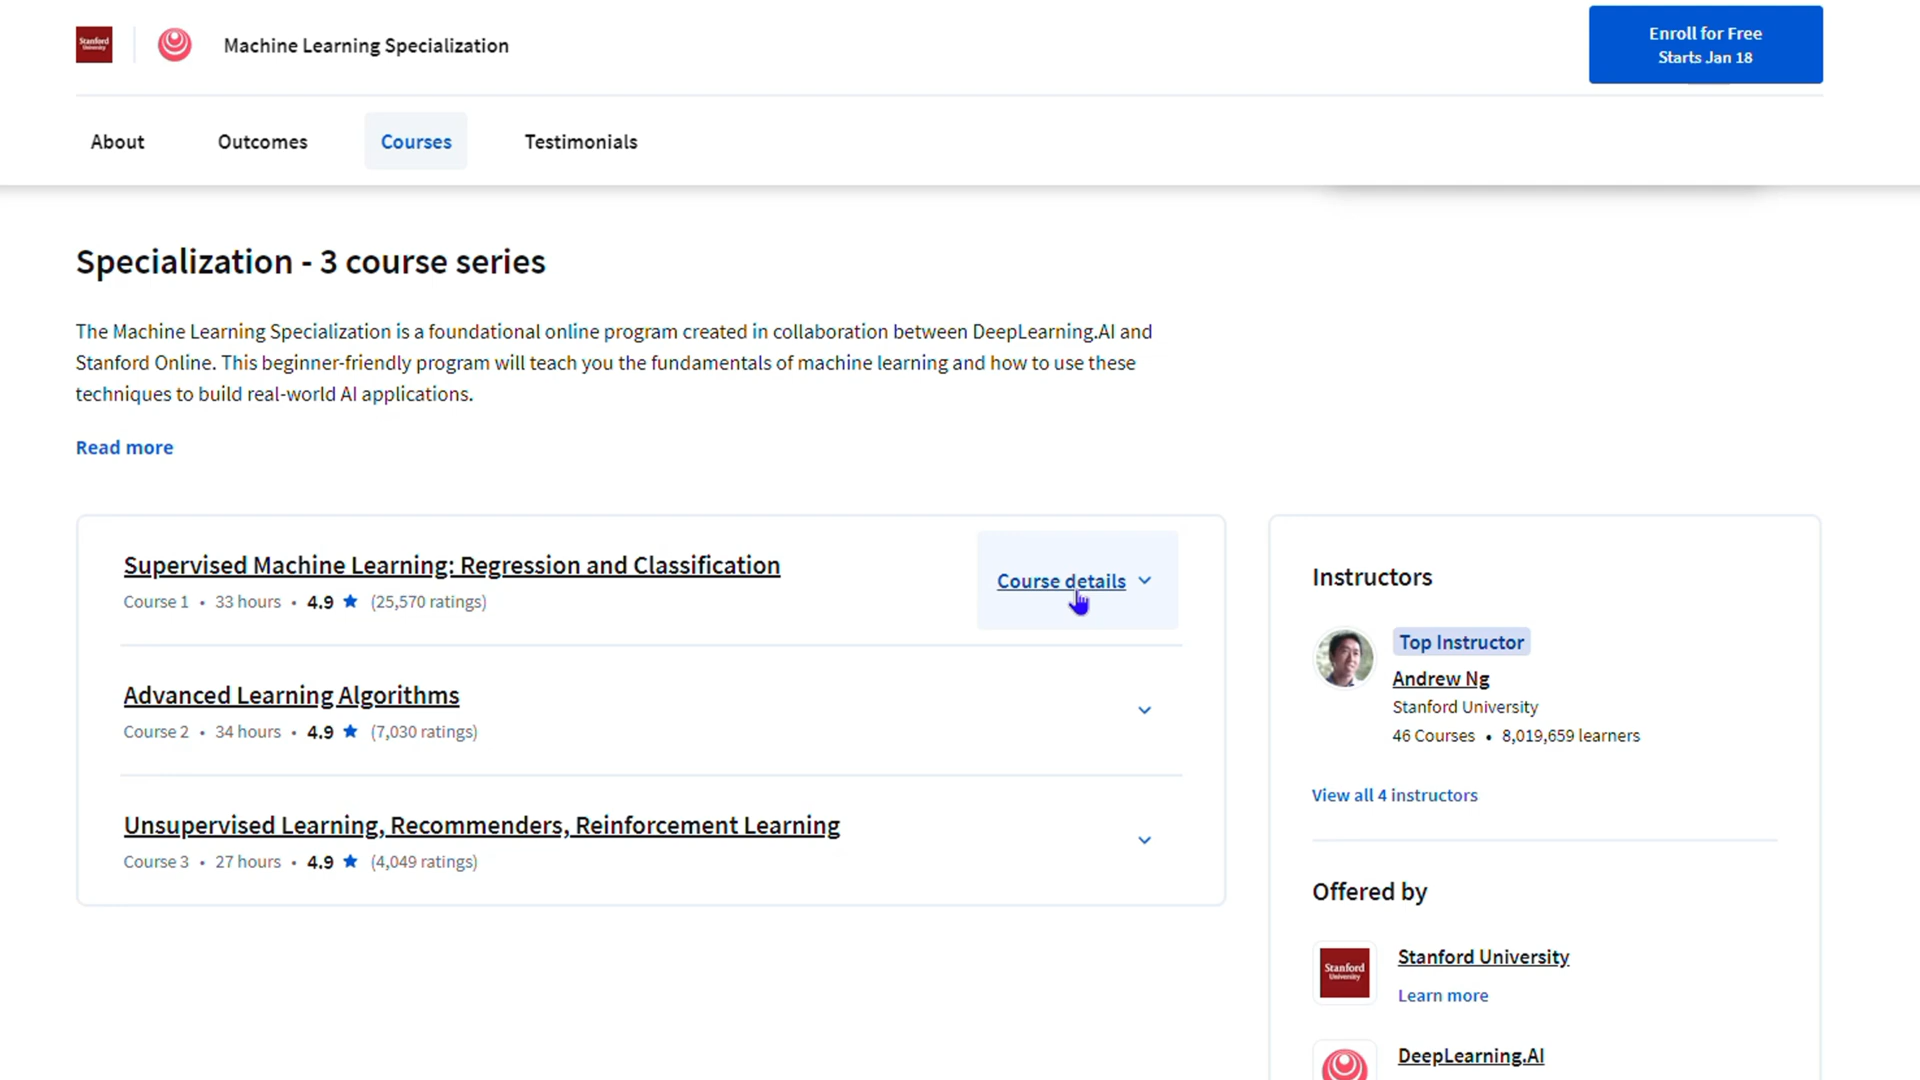 Stanford
University
Machine Learning Specialization
Enroll for Free
Starts Jan 18
About
Outcomes
Courses
Testimonials
Specialization - 3 course series
The Machine Learning Specialization is a foundational online program created in collaboration between DeepLearning.AI and
Stanford Online. This beginner-friendly program will teach you the fundamentals of machine learning and how to use these
techniques to build real-world AI applications.
Read more
Supervised Machine Learning: Regression and Classification
Course 1 • 33 hours • 4.9 ★ (25,570 ratings)
Course details
Advanced Learning Algorithms
Course 2 • 34 hours • 4.9 ★ (7,030 ratings)
Unsupervised Learning, Recommenders, Reinforcement Learning
Course 3 • 27 hours • 4.9 ★ (4,049 ratings)
Instructors
Top Instructor
Andrew Ng
Stanford University
46 Courses • 8,019,659 learners
View all 4 instructors
Offered by
Stanford
University
Stanford University
Learn more
DeepLearning.AI